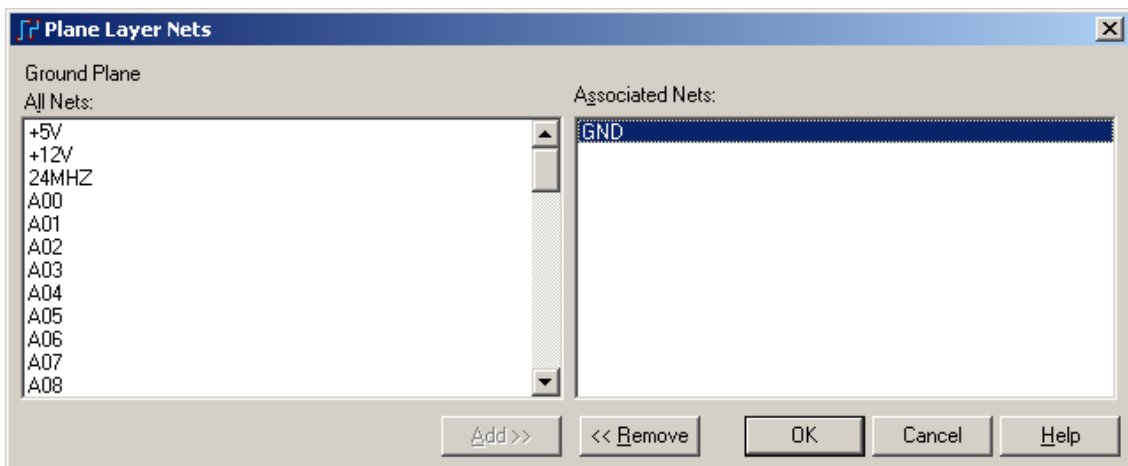 Plane Layer Nets
Ground Plane
All Nets:
+5V
+12V
24MHZ
A00
A01
A02
A03
A04
A05
A06
A07
A08
Associated Nets:
GND
Add >>
<< Remove
OK
Cancel
Help